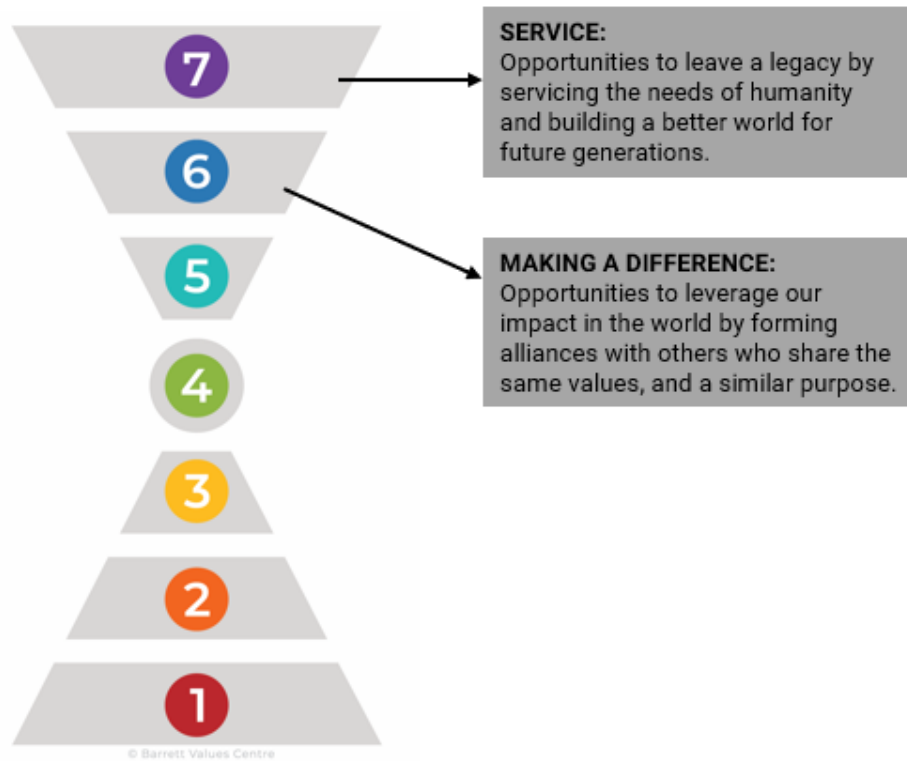 7
SERVICE:
Opportunities to leave a legacy by
servicing the needs of humanity
and building a better world for
future generations.
6
5
MAKING A DIFFERENCE:
Opportunities to leverage our
impact in the world by forming
alliances with others who share the
same values, and a similar purpose.
4
3
2
1
© Barrett Values Centre